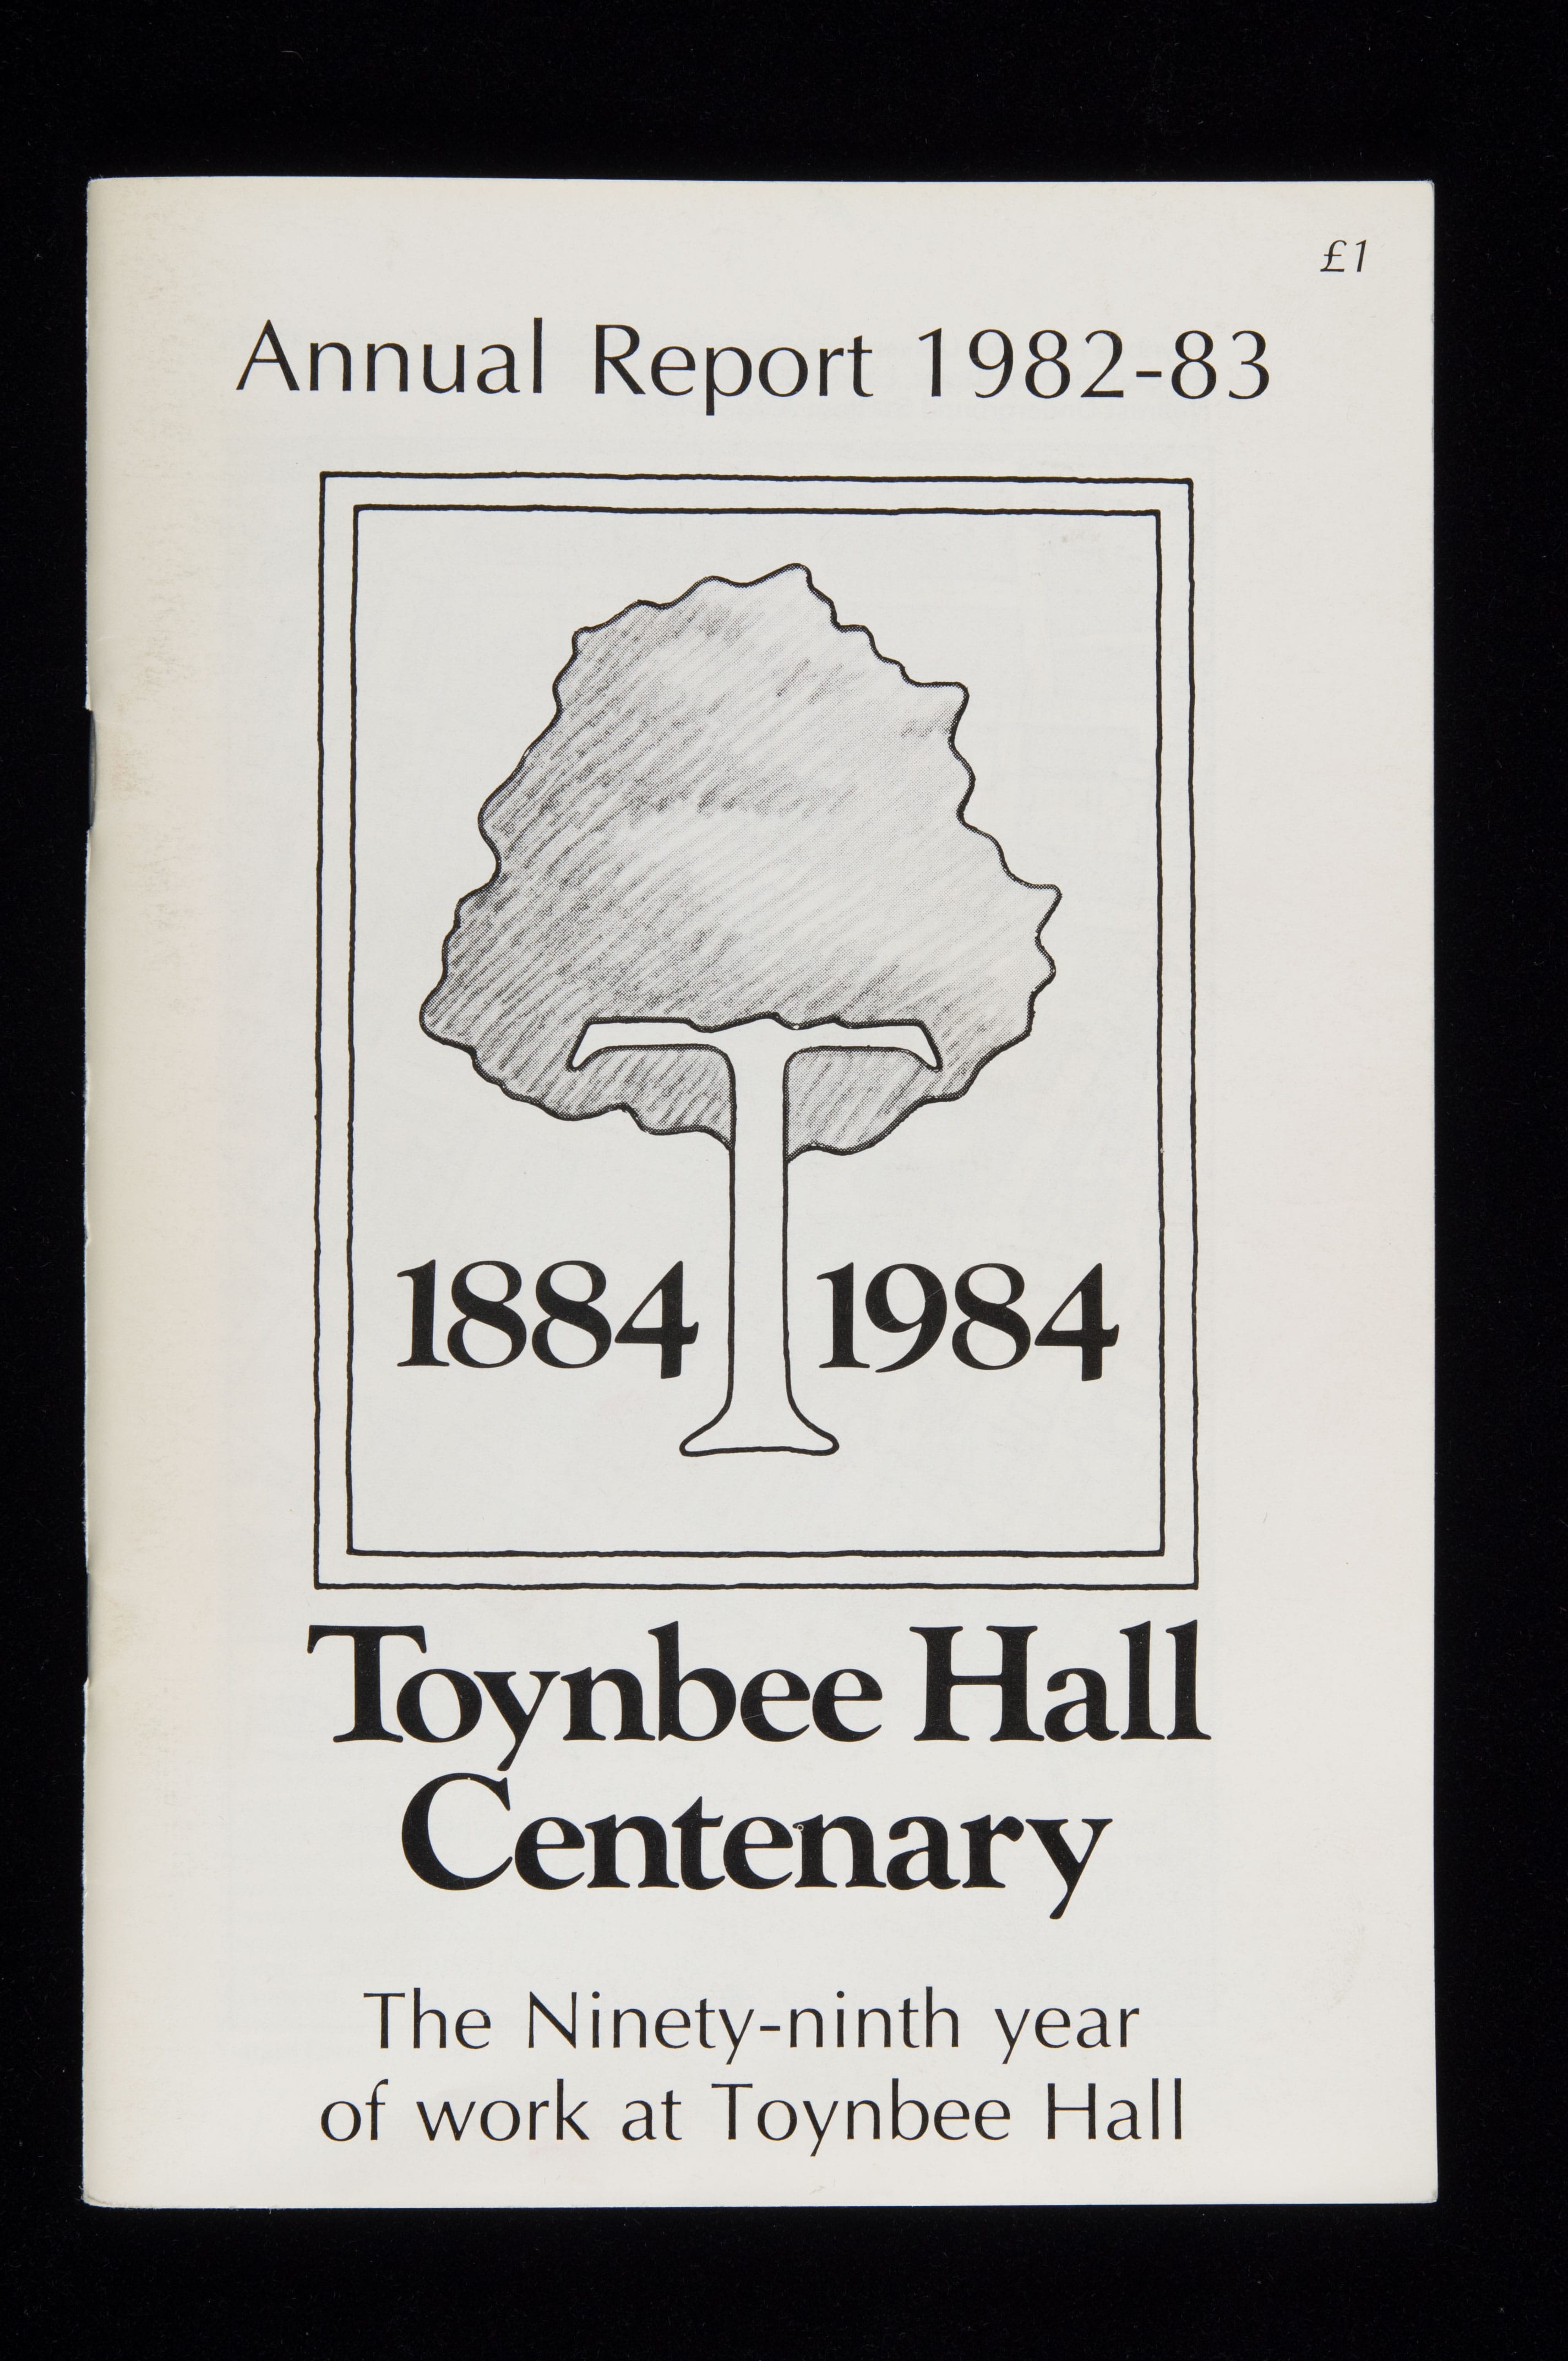 £1
Annual Report 1982-83
1884 1984
Toynbee Hall
Centenary
The Ninety-ninth year
of work at Toynbee Hall